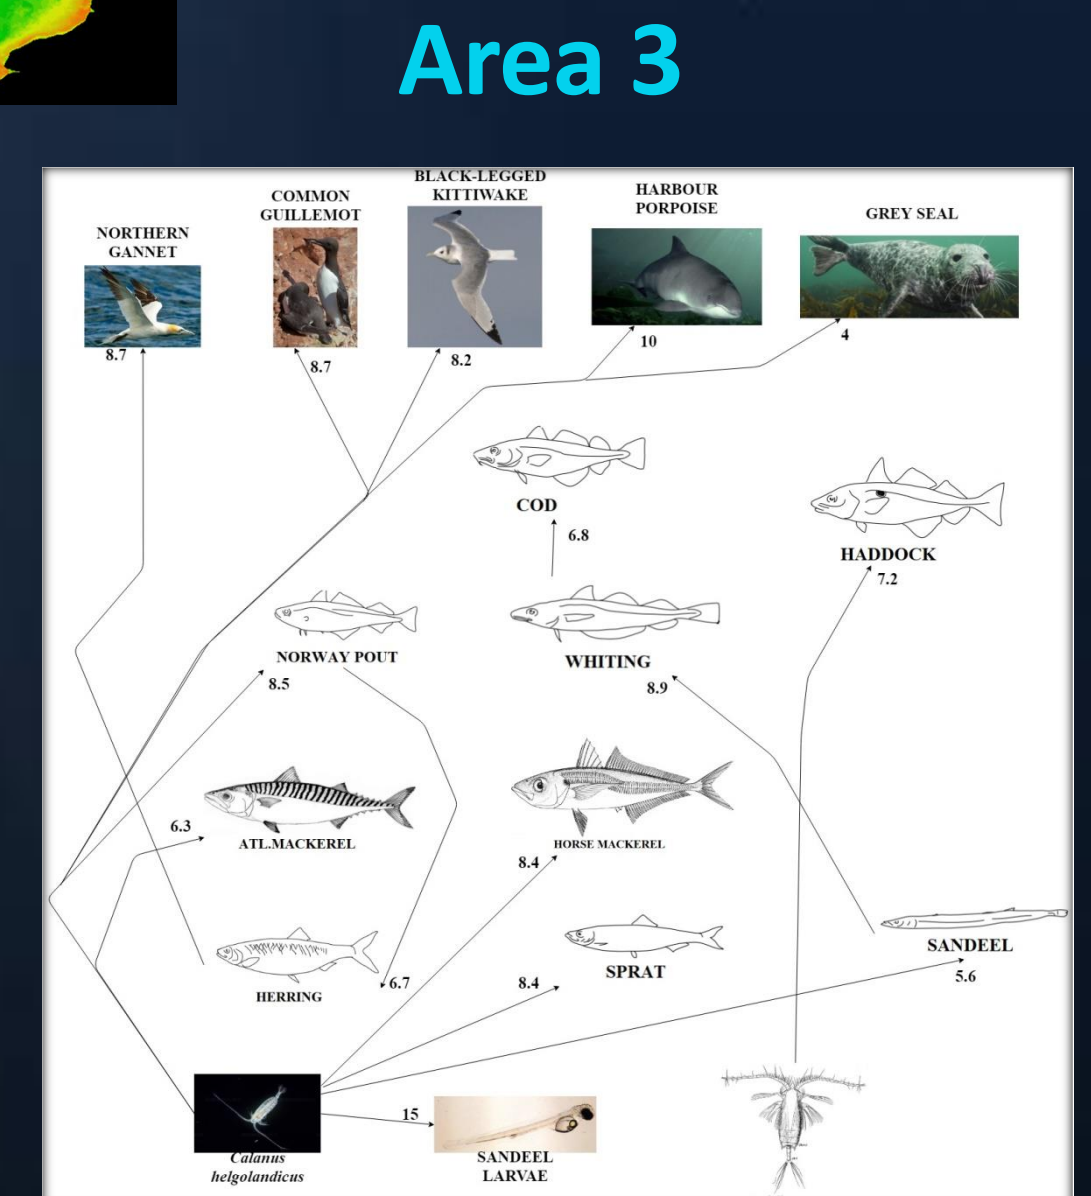 Area 3
BLACK-LEGGED
KITTIWAKE
COMMON
GUILLEMOT
HARBOUR
PORPOISE
GREY SEAL
NORTHERN
GANNET
8.7
8.7
8.2
10
4
COD
6.8
HADDOCK
7.2
NORWAY POUT
8.5
WHITING
8.9
6.3
ATL.MACKEREL
HORSE MACKEREL
8.4
HERRING
6.7
SPRAT
8.4
SANDEEL
5.6
15
Calanus
helgolandicus
SANDEEL
LARVAE